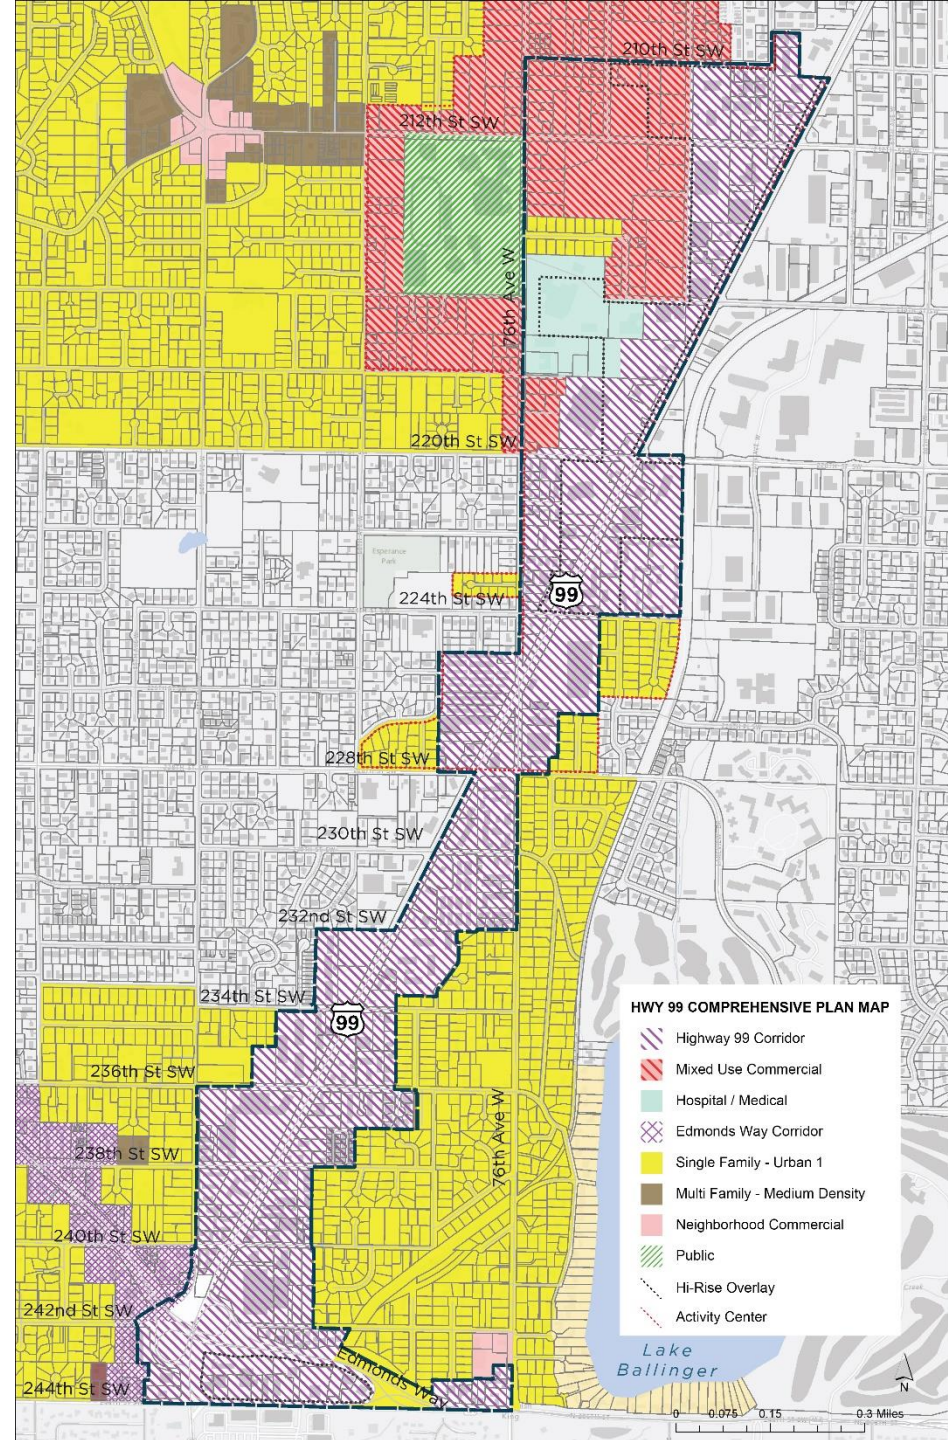 210th St SW
212th St SW
76th Ave W
220th St SW
Esperance
Park
224th St SW
99
228th St SW
230th St SW
232nd St SW
234th St SW
99
236th St SW
76th Ave W
238th St SW
240th St SW
242nd St SW
Edmonds Way
244th St SW
HWY 99 COMPREHENSIVE PLAN MAP
Highway 99 Corridor
Mixed Use Commercial
Hospital / Medical
Edmonds Way Corridor
Single Family - Urban 1
Multi Family - Medium Density
Neighborhood Commercial
Public
Hi-Rise Overlay
Activity Center
Creek
Lake
Ballinger
N
King
0 0.075 0.15 0.3 Miles